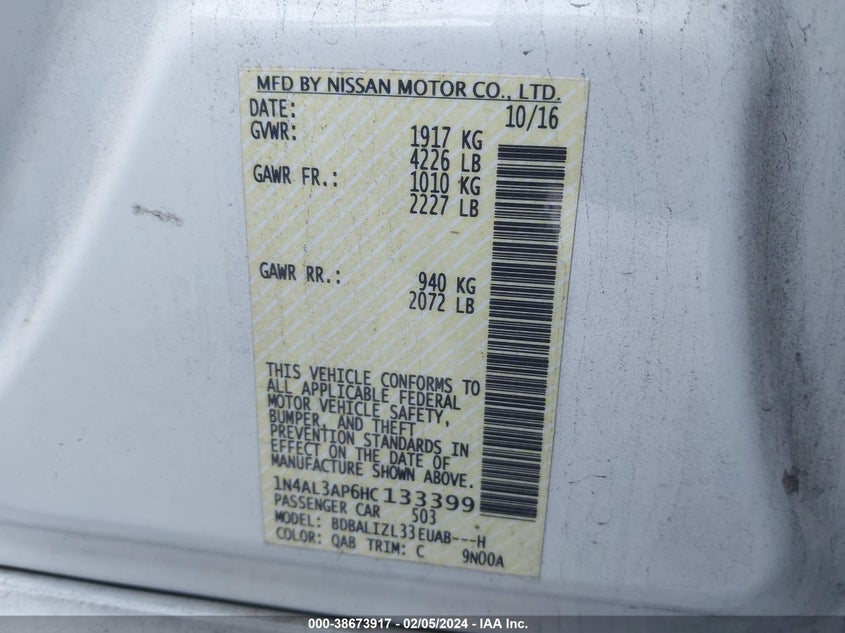 MFD BY NISSAN MOTOR CO., LTD.
DATE: 10/16
GVWR: 1917 KG
4226 LB
GAWR FR.: 1010 KG
2227 LB
GAWR RR.: 940 KG
2072 LB
THIS VEHICLE CONFORMS TO
ALL APPLICABLE FEDERAL
MOTOR VEHICLE SAFETY,
BUMPER, AND THEFT
PREVENTION STANDARDS IN
EFFECT ON THE DATE OF
MANUFACTURE SHOWN ABOVE.
1N4AL3AP6HC133399
PASSENGER CAR 503
MODEL: BDBALIZL33EUAB---H
COLOR: QAB TRIM: C 9N00A
000-38673917 - 02/05/2024 - IAA Inc.